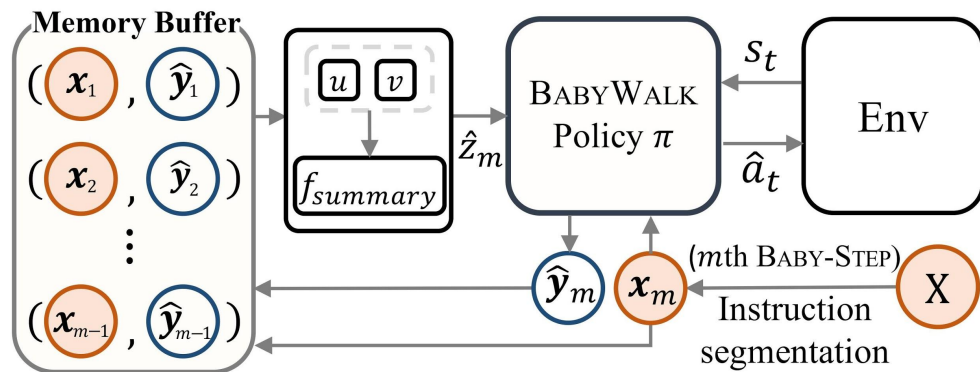 Memory Buffer
(x₁, ŷ₁)
(x₂, ŷ₂)
⋮
(xₘ₋₁, ŷₘ₋₁)
u v
f_summary
ẑₘ
BABYWALK
Policy π
sₜ
âₜ
Env
ŷₘ
xₘ
(mth BABY-STEP)
Instruction
segmentation
X